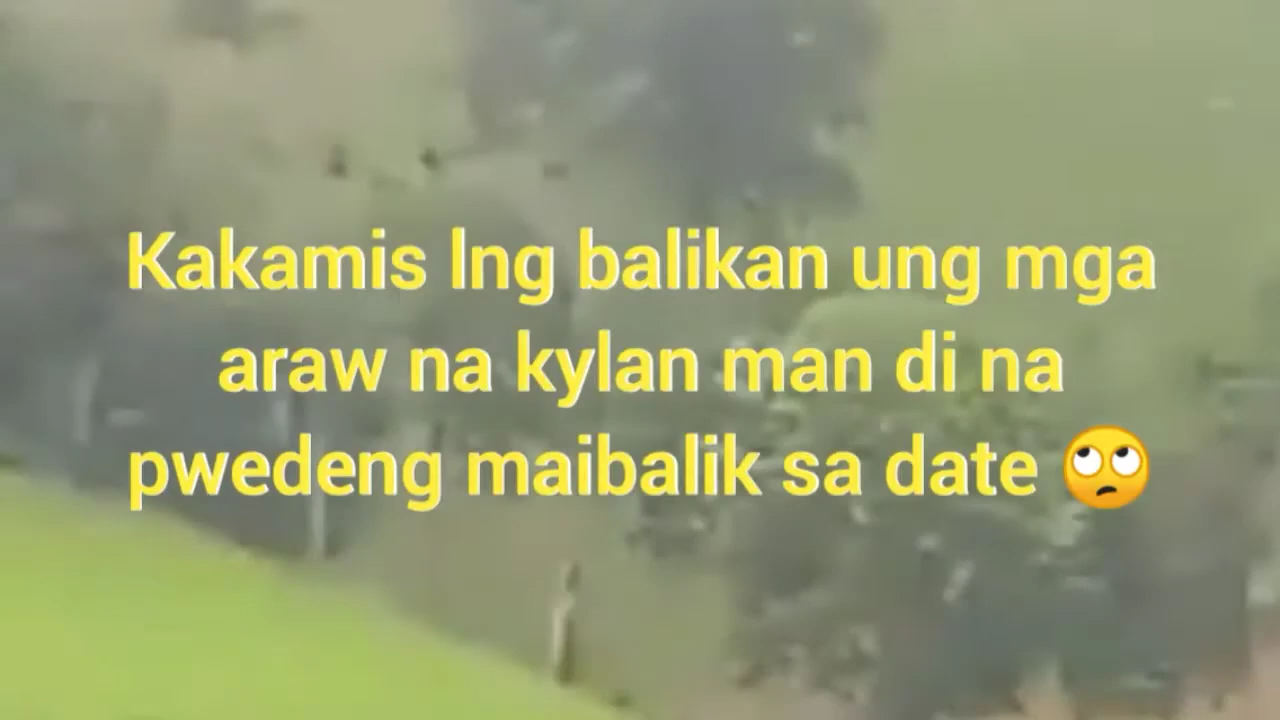 Kakamis lng balikan ung mga
araw na kylan man di na
pwedeng maibalik sa date 🙄